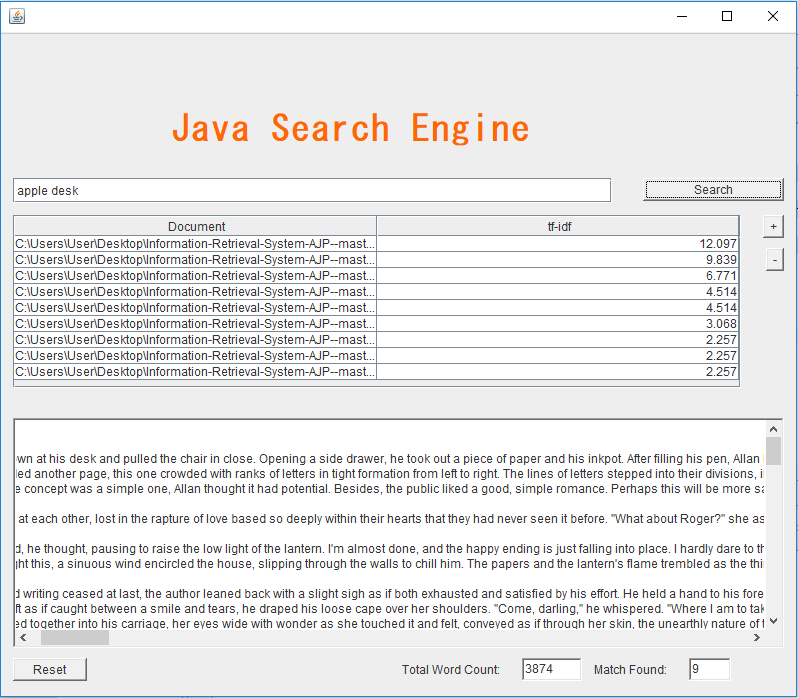 Java Search Engine
apple desk
Search
Document tf-idf
+
C:\Users\User\Desktop\Information-Retrieval-System-AJP--mast... 12.097
C:\Users\User\Desktop\Information-Retrieval-System-AJP--mast... 9.839
-
C:\Users\User\Desktop\Information-Retrieval-System-AJP--mast... 6.771
C:\Users\User\Desktop\Information-Retrieval-System-AJP--mast... 4.514
C:\Users\User\Desktop\Information-Retrieval-System-AJP--mast... 4.514
C:\Users\User\Desktop\Information-Retrieval-System-AJP--mast... 3.068
C:\Users\User\Desktop\Information-Retrieval-System-AJP--mast... 2.257
C:\Users\User\Desktop\Information-Retrieval-System-AJP--mast... 2.257
C:\Users\User\Desktop\Information-Retrieval-System-AJP--mast... 2.257
wn at his desk and pulled the chair in close. Opening a side drawer, he took out a piece of paper and his inkpot. After filling his pen, Allan
led another page, this one crowded with ranks of letters in tight formation from left to right. The lines of letters stepped into their divisions, i
e concept was a simple one, Allan thought it had potential. Besides, the public liked a good, simple romance. Perhaps this will be more sa
at each other, lost in the rapture of love based so deeply within their hearts that they had never seen it before. "What about Roger?" she as
d, he thought, pausing to raise the low light of the lantern. I'm almost done, and the happy ending is just falling into place. I hardly dare to th
ght this, a sinuous wind encircled the house, slipping through the walls to chill him. The papers and the lantern's flame trembled as the thi
d writing ceased at last, the author leaned back with a slight sigh as if both exhausted and satisfied by his effort. He held a hand to his fore
ft as if caught between a smile and tears, he draped his loose cape over her shoulders. "Come, darling," he whispered. "Where I am to tak
ed together into his carriage, her eyes wide with wonder as she touched it and felt, conveyed as if through her skin, the unearthly nature of t
Reset
Total Word Count: 3874 Match Found: 9